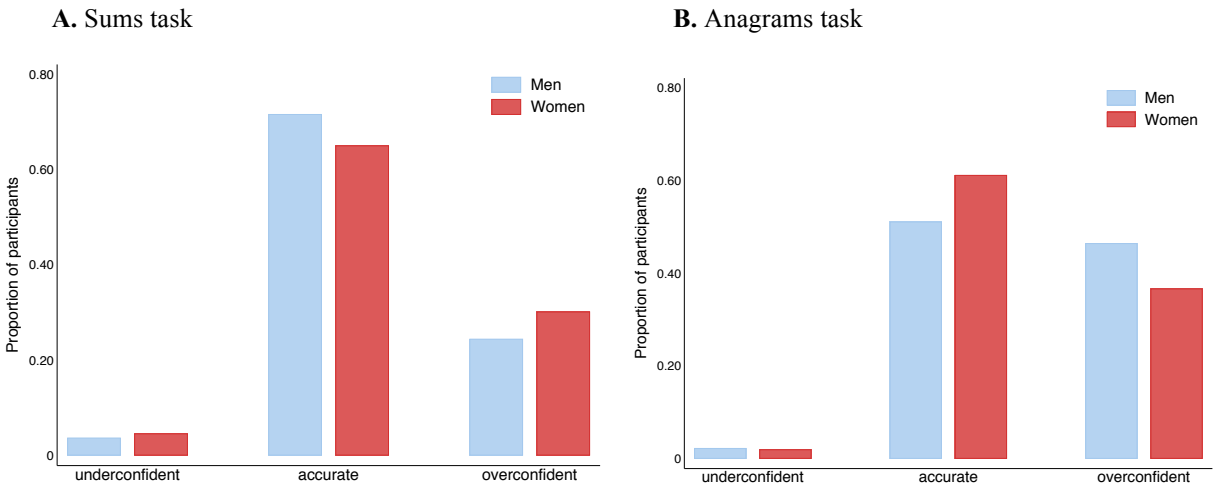 A. Sums task
Proportion of participants
0.80
0.60
0.40
0.20
0
Men
Women
underconfident
accurate
overconfident
B. Anagrams task
Proportion of participants
0.80
0.60
0.40
0.20
0
Men
Women
underconfident
accurate
overconfident